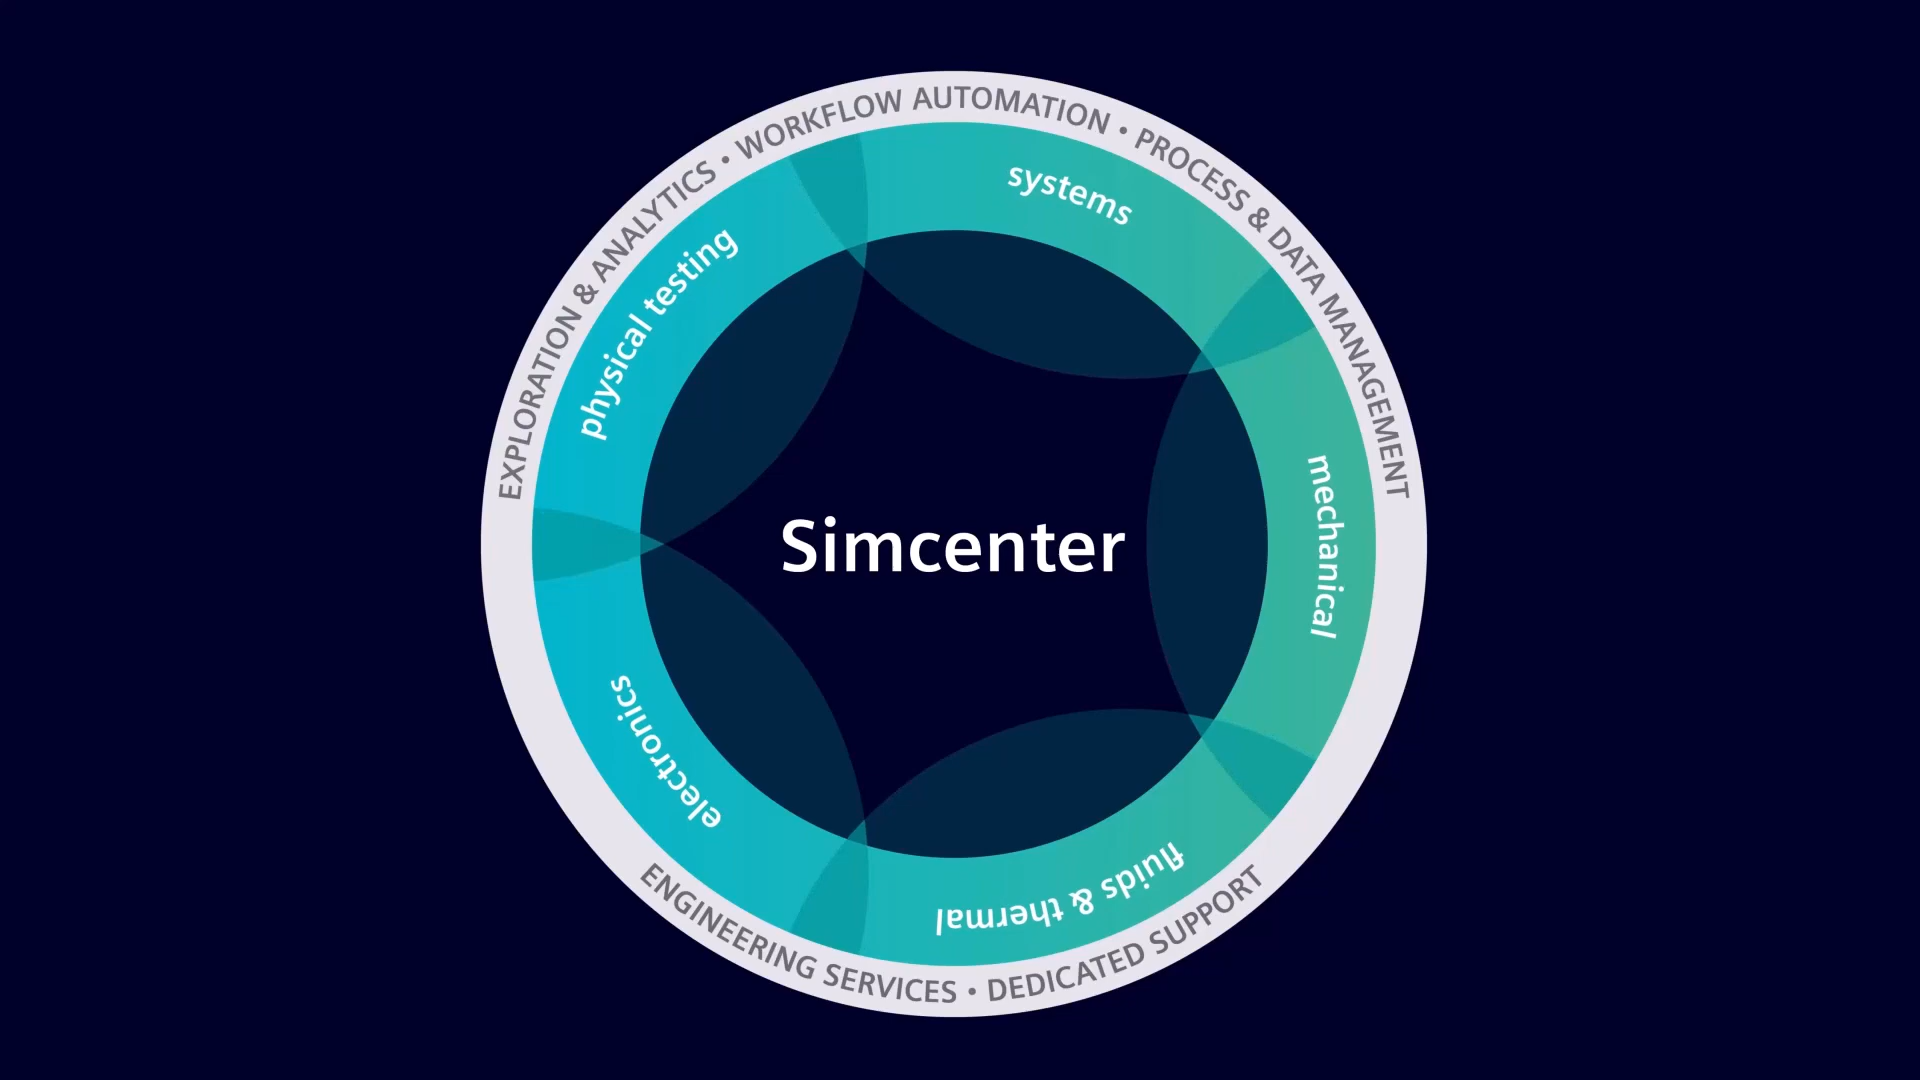 EXPLORATION & ANALYTICS • WORKFLOW AUTOMATION • PROCESS & DATA MANAGEMENT
systems
physical testing
mechanical
Simcenter
electronics
fluids & thermal
ENGINEERING SERVICES • DEDICATED SUPPORT